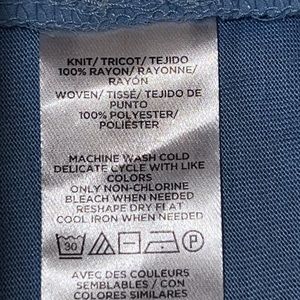 KNIT/ TRICOT/ TEJIDO
100% RAYON/ RAYONNE/
RAYÓN
WOVEN/ TISSÉ/ TEJIDO DE
PUNTO
100% POLYESTER/
POLIÉSTER
MACHINE WASH COLD
DELICATE CYCLE WITH LIKE
COLORS
ONLY NON-CHLORINE
BLEACH WHEN NEEDED
RESHAPE DRY FLAT
COOL IRON WHEN NEEDED
30 P
AVEC DES COULEURS
SEMBLABLES / CON
COLORES SIMILARES